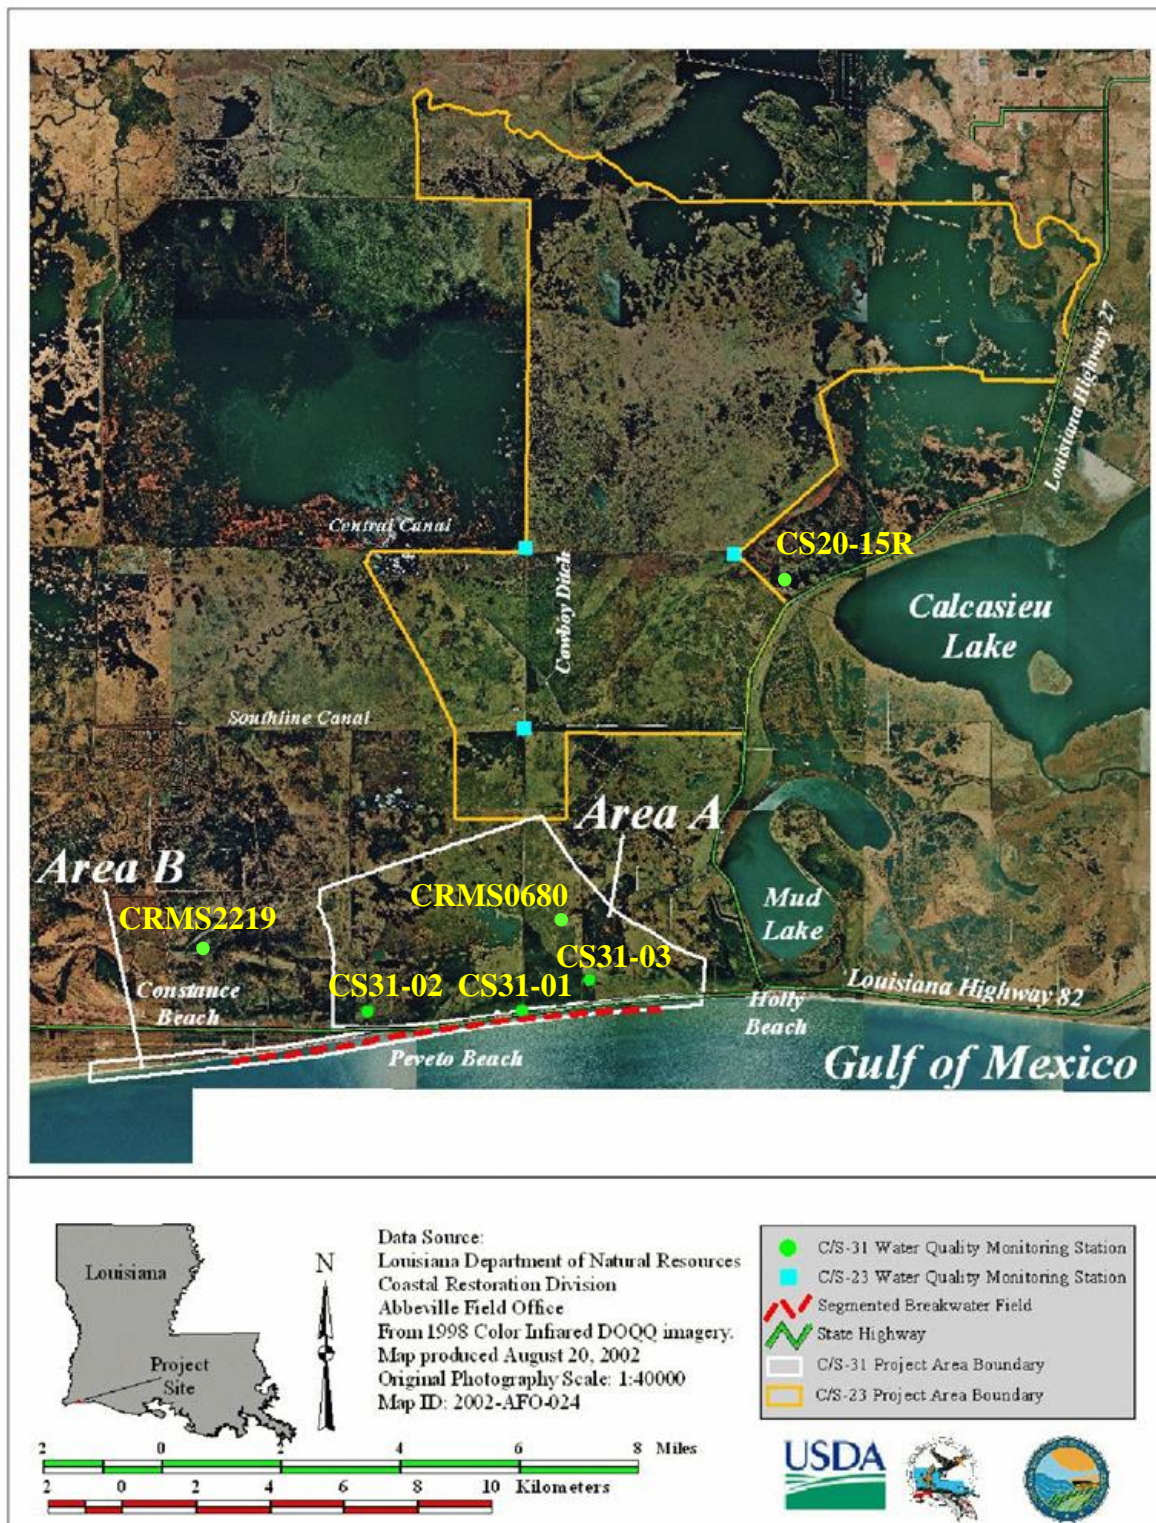 Louisiana Highway 27
Central Canal
CS20-15R
Cowboy Ditch
Calcasieu
Lake
Southline Canal
Area A
Area B
CRMS0680
CRMS2219
Mud
Lake
CS31-03
CS31-02
CS31-01
Constance
Beach
Louisiana Highway 82
Holly
Beach
Peveto Beach
Gulf of Mexico
Louisiana
Project
Site
N
Data Source:
Louisiana Department of Natural Resources
Coastal Restoration Division
Abbeville Field Office
From 1998 Color Infrared DOQQ imagery.
Map produced August 20, 2002
Original Photography Scale: 1:40000
Map ID: 2002-AFO-024
C/S-31 Water Quality Monitoring Station
C/S-23 Water Quality Monitoring Station
Segmented Breakwater Field
State Highway
C/S-31 Project Area Boundary
C/S-23 Project Area Boundary
2 0 2 4 6 8 Miles
2 0 2 4 6 8 10 Kilometers
USDA